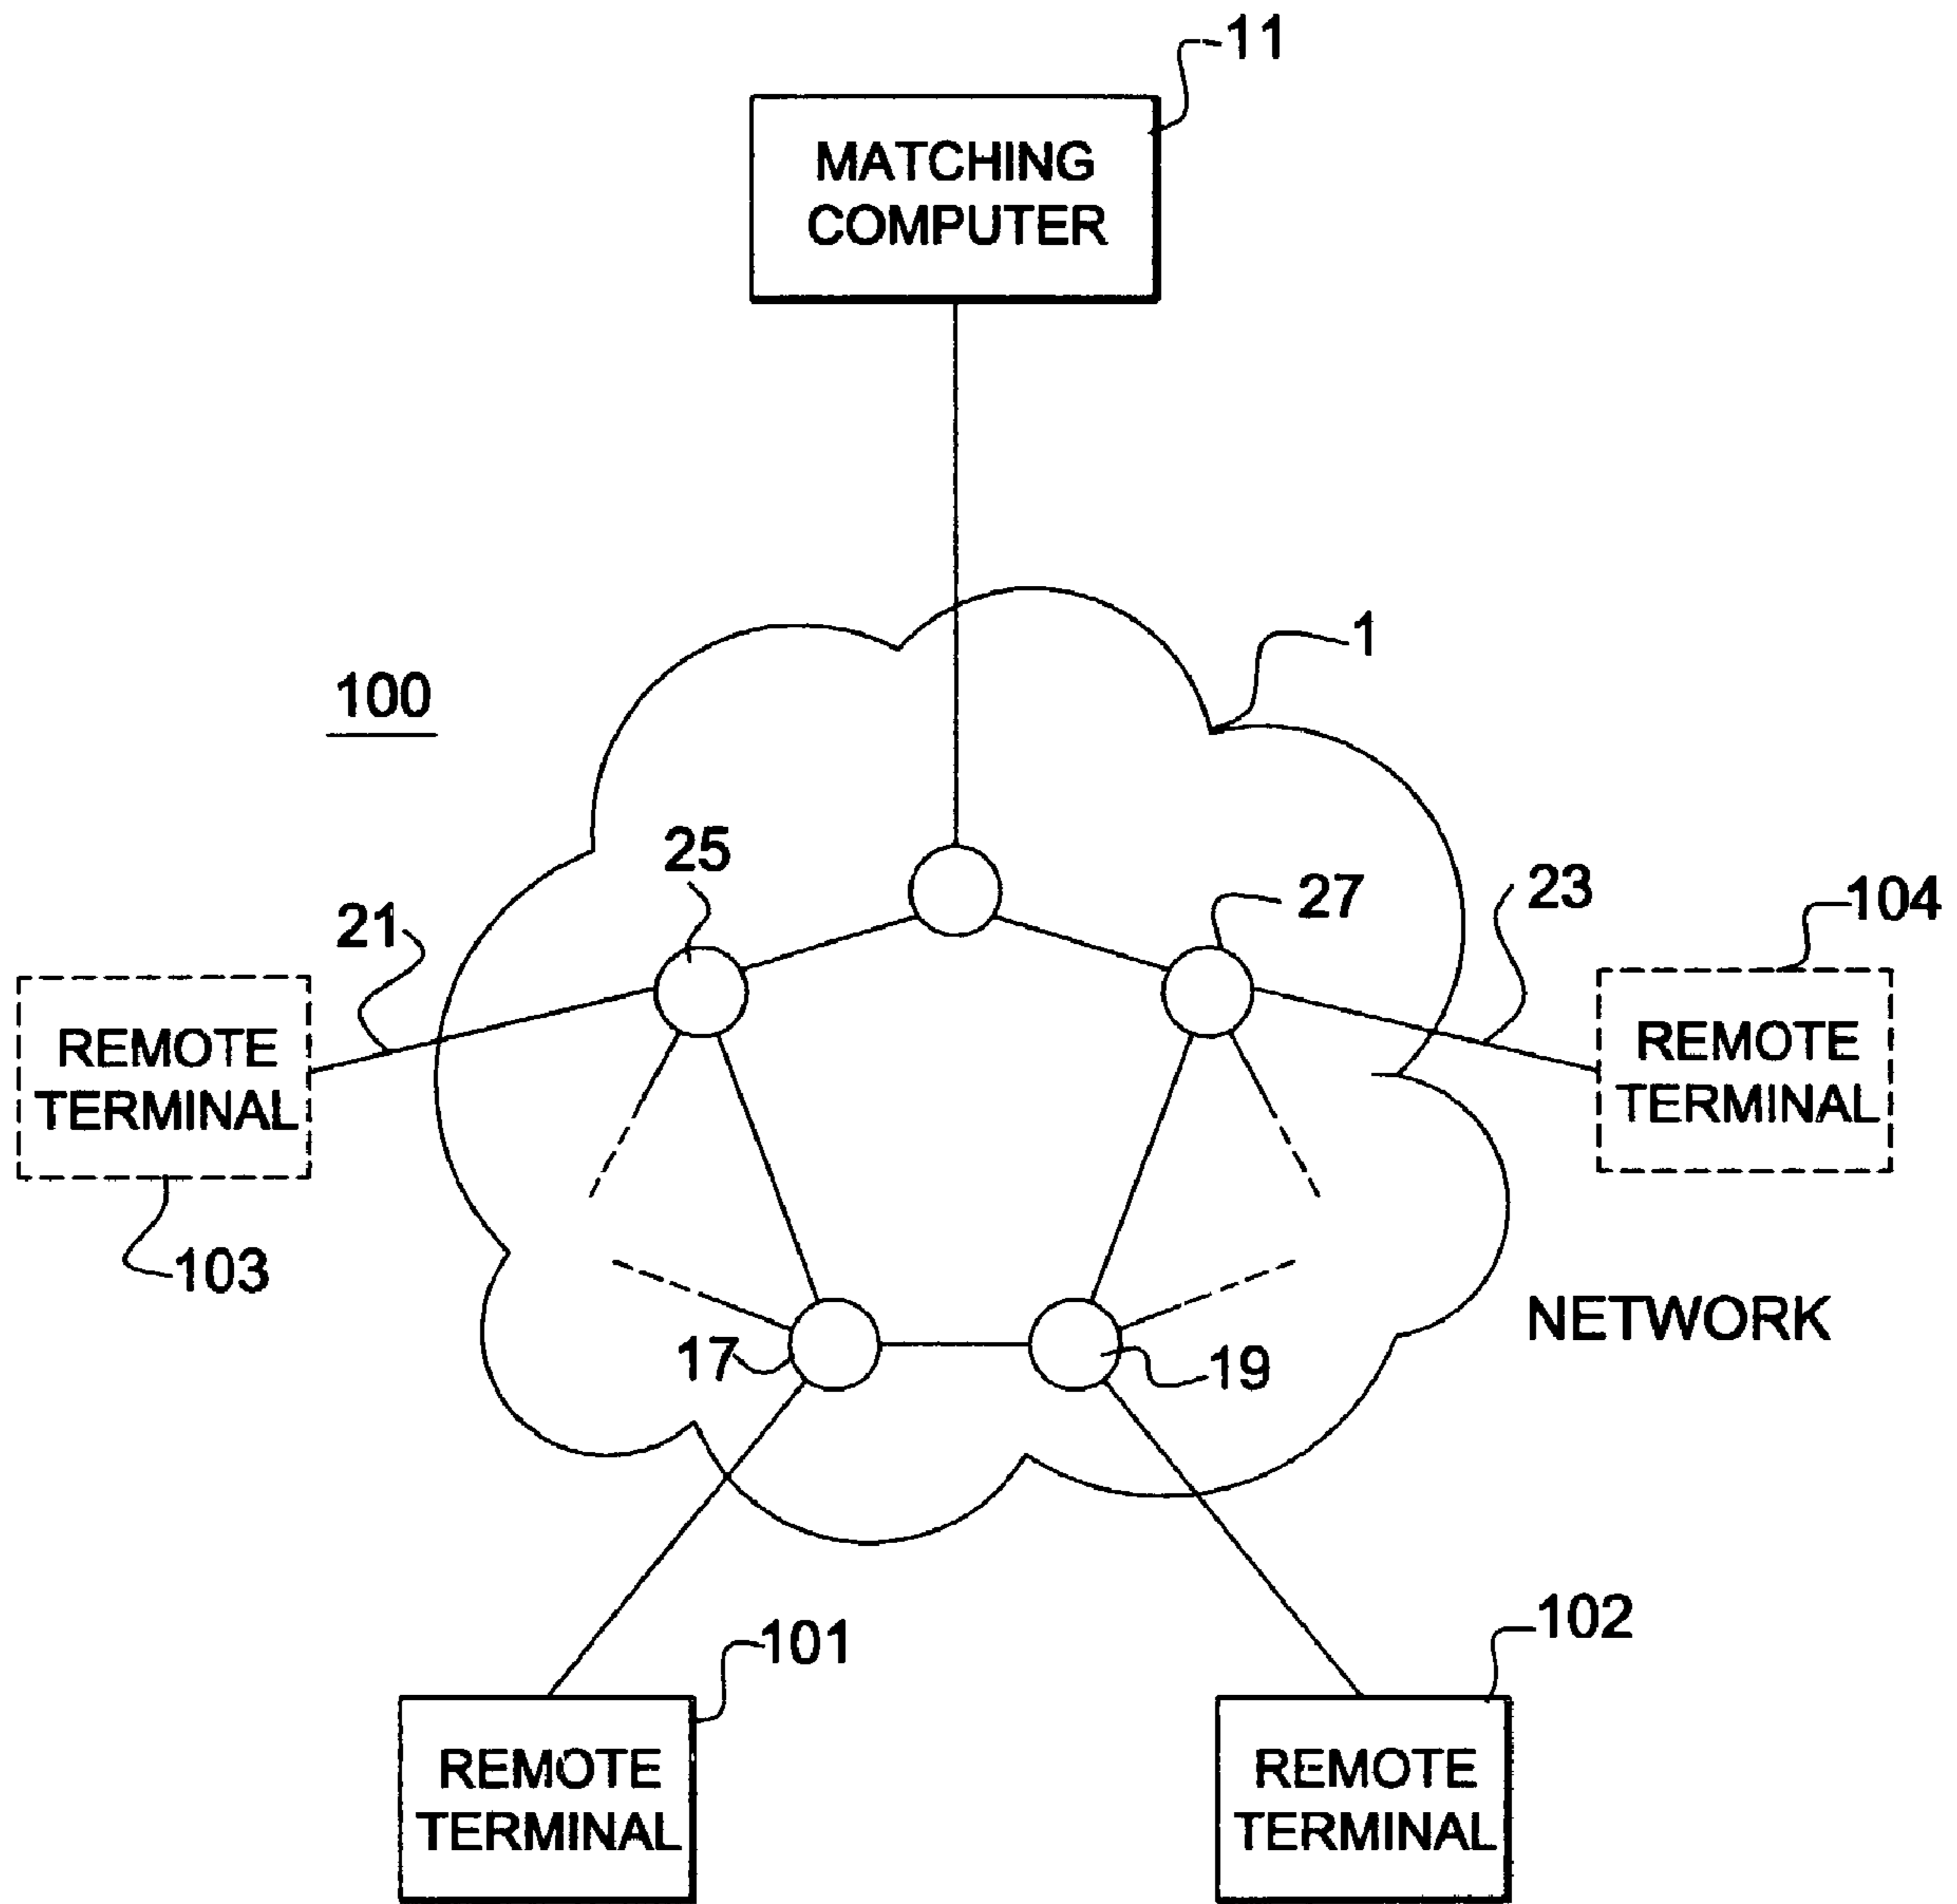 11
MATCHING
COMPUTER
1
100
25
27
23
104
21
REMOTE
TERMINAL
REMOTE
TERMINAL
103
NETWORK
17
19
101
102
REMOTE
TERMINAL
REMOTE
TERMINAL